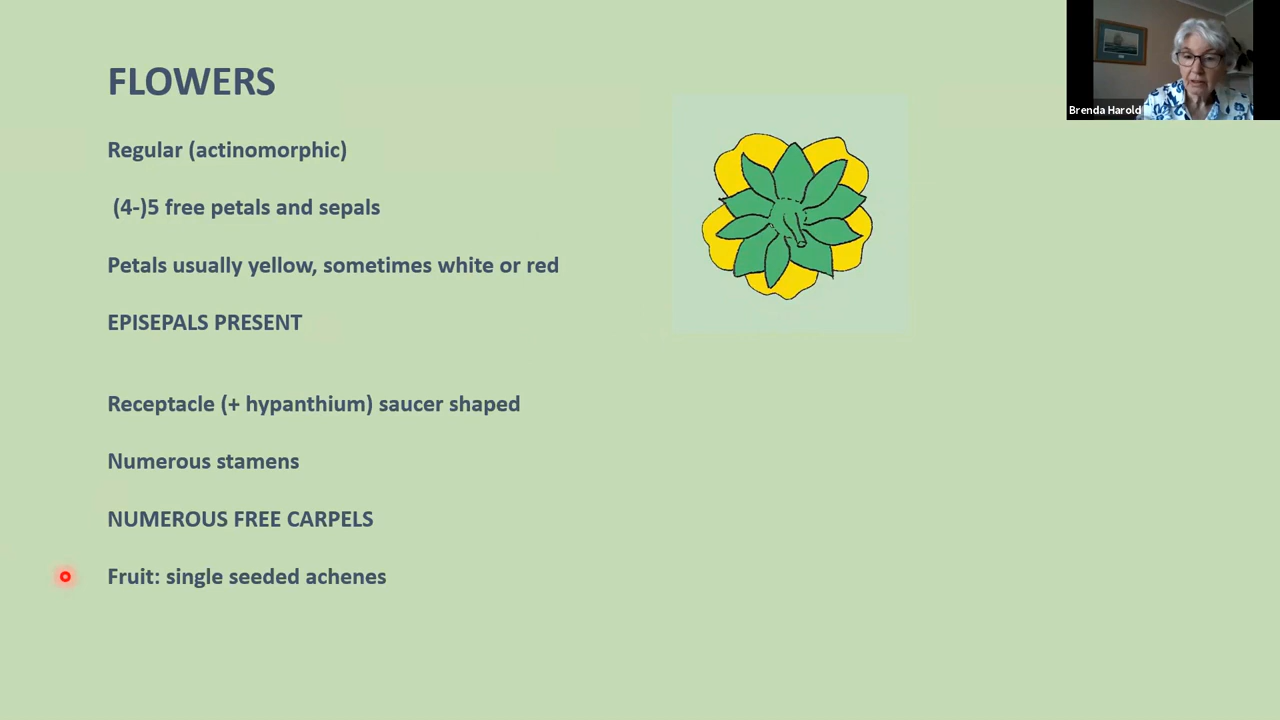 FLOWERS
Regular (actinomorphic)
(4-)5 free petals and sepals
Petals usually yellow, sometimes white or red
EPISEPALS PRESENT
Receptacle (+ hypanthium) saucer shaped
Numerous stamens
NUMEROUS FREE CARPELS
Fruit: single seeded achenes
Brenda Harold